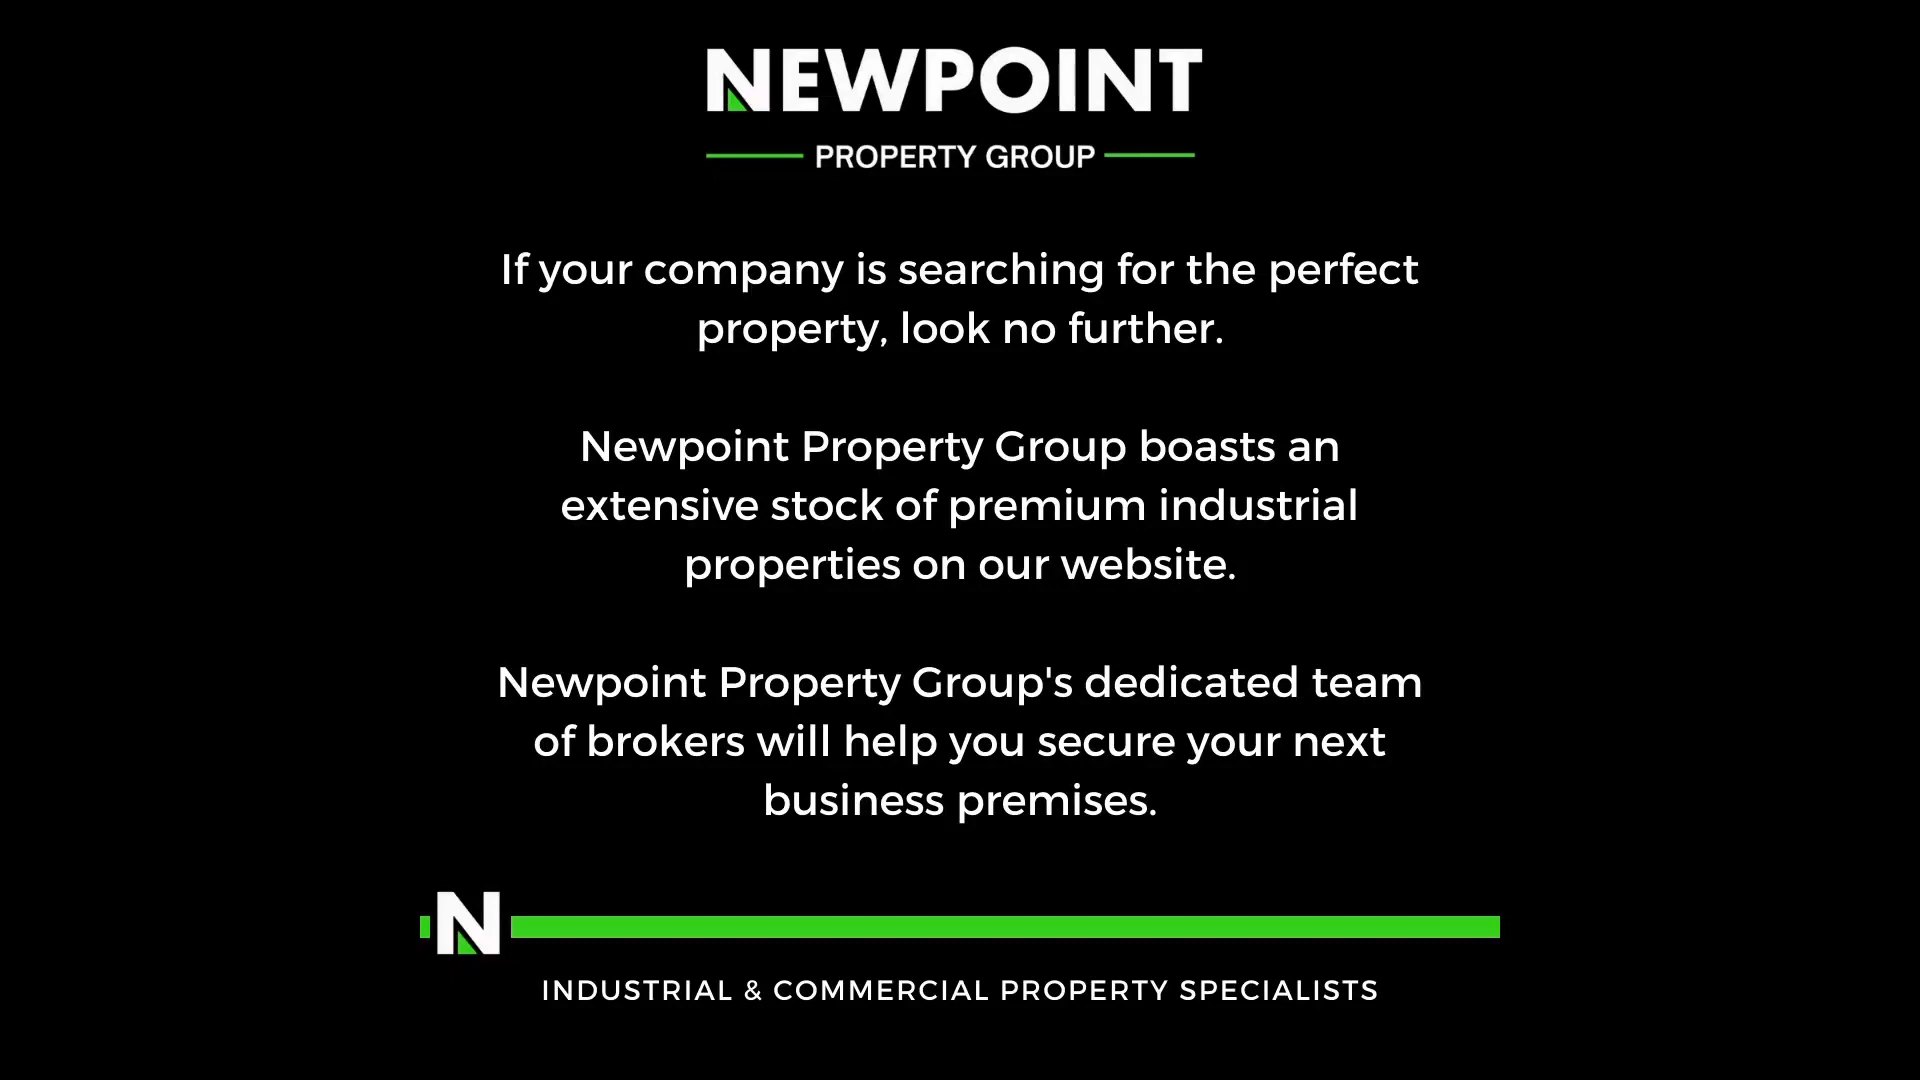 NEWPOINT
PROPERTY GROUP
If your company is searching for the perfect
property, look no further.
Newpoint Property Group boasts an
extensive stock of premium industrial
properties on our website.
Newpoint Property Group's dedicated team
of brokers will help you secure your next
business premises.
N
INDUSTRIAL & COMMERCIAL PROPERTY SPECIALISTS